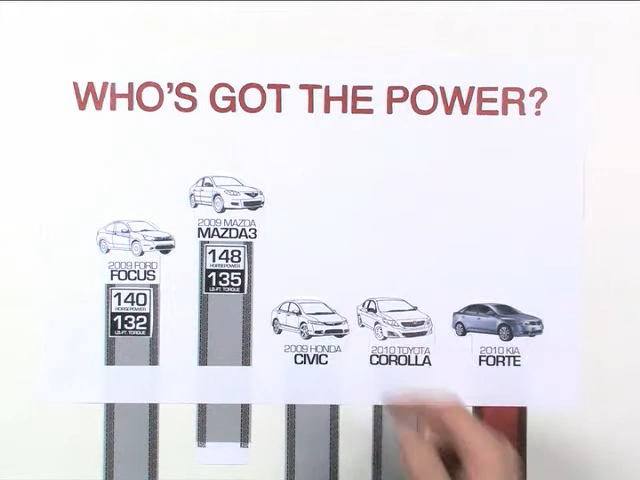 WHO'S GOT THE POWER?
2009 MAZDA
MAZDA3
148
HORSEPOWER
135
LB-FT. TORQUE
2009 FORD
FOCUS
140
HORSEPOWER
132
LB-FT. TORQUE
2009 HONDA
CIVIC
2010 TOYOTA
COROLLA
2010 KIA
FORTE